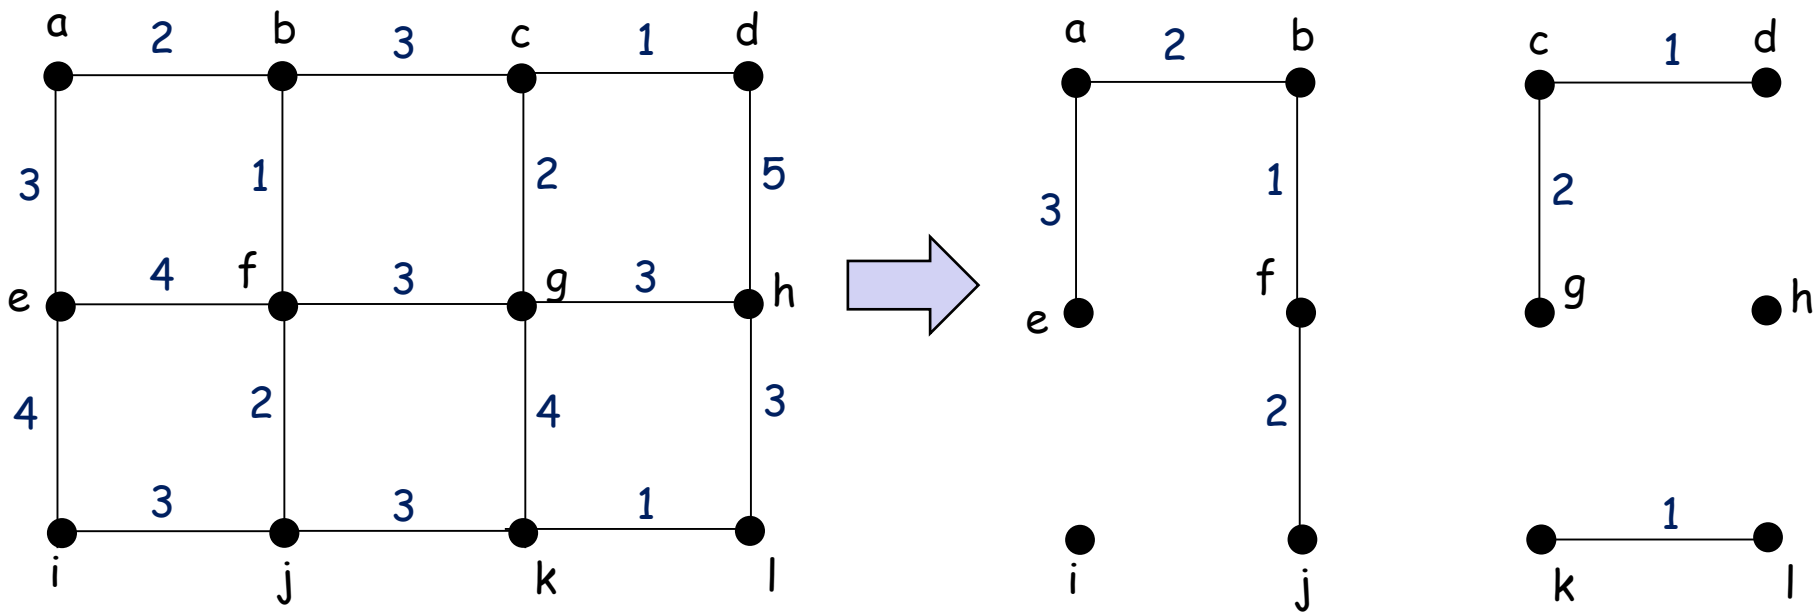 a 2 b 3 c 1 d
3 1 2 5
e 4 f 3 g 3 h
4 2 4 3
i 3 j 3 k 1 l
a 2 b c 1 d
3 1 2
e f g h
2
i j k 1 l